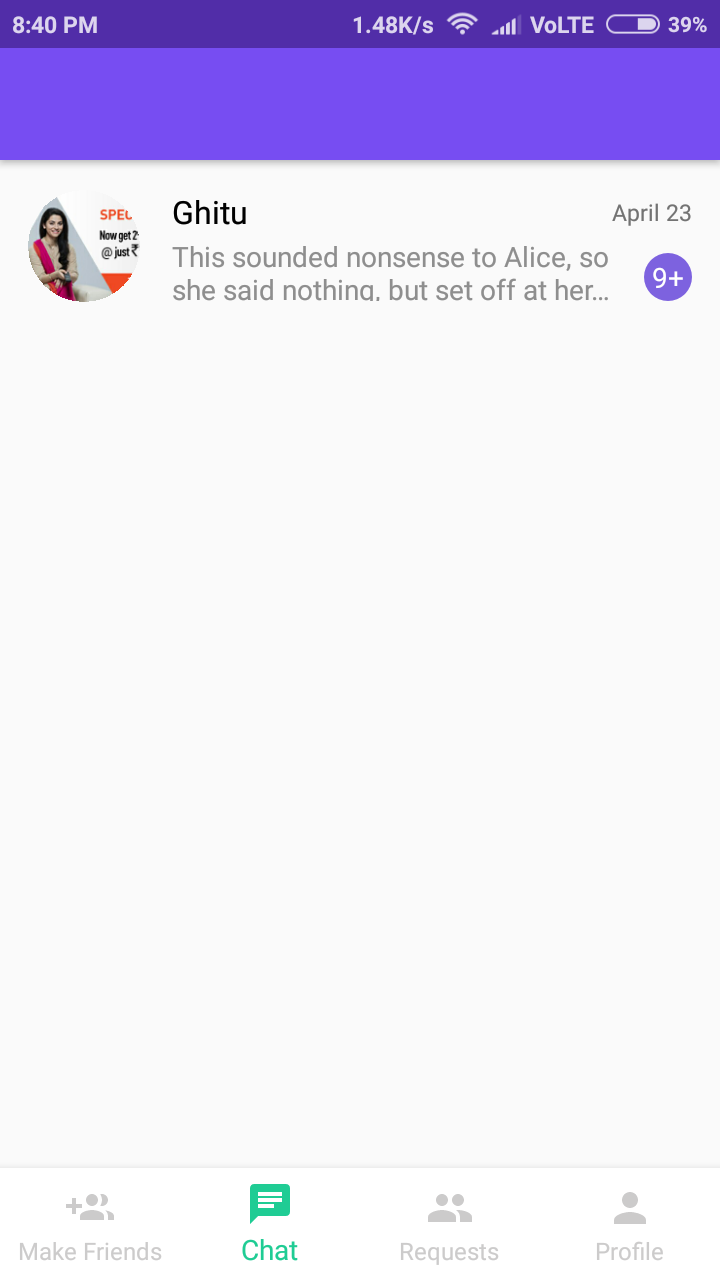 8:40 PM 1.48K/s VoLTE 39%
SPEC
Now get 2
@ just ₹
Ghitu April 23
This sounded nonsense to Alice, so
she said nothing, but set off at her...
9+
Make Friends Chat Requests Profile